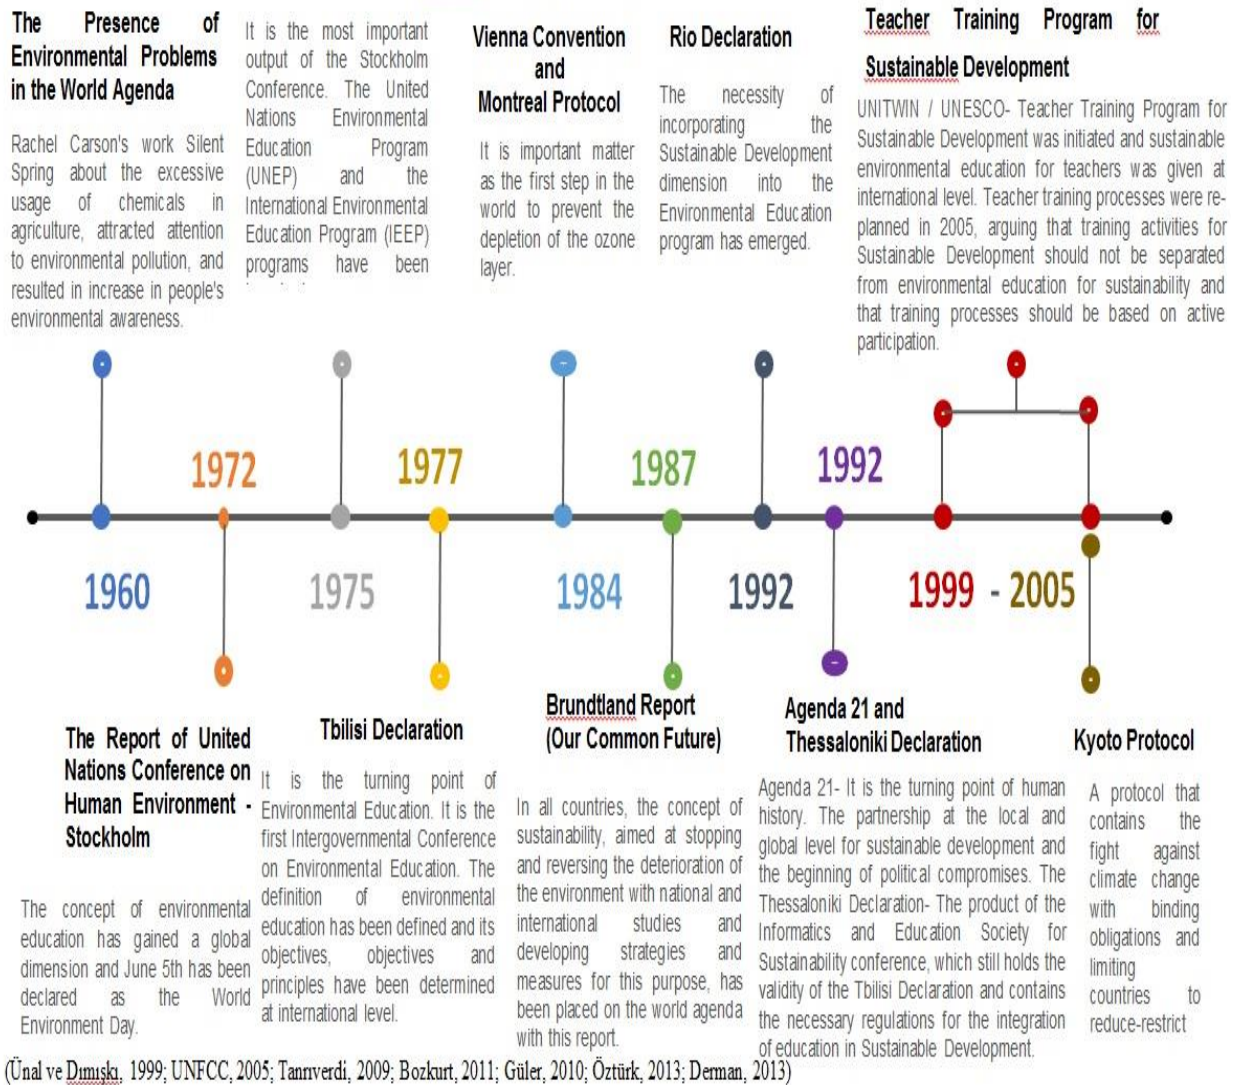 The Presence of
Environmental Problems
in the World Agenda
Rachel Carson's work Silent
Spring about the excessive
usage of chemicals in
agriculture, attracted attention
to environmental pollution, and
resulted in increase in people's
environmental awareness.
It is the most important
output of the Stockholm
Conference. The United
Nations Environmental
Education Program
(UNEP) and the
International Environmental
Education Program (IEEP)
programs have been
Vienna Convention
and
Montreal Protocol
It is important matter
as the first step in the
world to prevent the
depletion of the ozone
layer.
Rio Declaration
The necessity of
incorporating the
Sustainable Development
dimension into the
Environmental Education
program has emerged.
Teacher Training Program for
Sustainable Development
UNITWIN / UNESCO- Teacher Training Program for
Sustainable Development was initiated and sustainable
environmental education for teachers was given at
international level. Teacher training processes were re-
planned in 2005, arguing that training activities for
Sustainable Development should not be separated
from environmental education for sustainability and
that training processes should be based on active
participation.
1972
1977
1987
1992
1960
1975
1984
1992
1999 - 2005
The Report of United
Nations Conference on
Human Environment -
Stockholm
The concept of environmental
education has gained a global
dimension and June 5th has been
declared as the World
Environment Day.
Tbilisi Declaration
It is the turning point of
Environmental Education. It is the
first Intergovernmental Conference
on Environmental Education. The
definition of environmental
education has been defined and its
objectives, objectives and
principles have been determined
at international level.
Brundtland Report
(Our Common Future)
In all countries, the concept of
sustainability, aimed at stopping
and reversing the deterioration of
the environment with national and
international studies and
developing strategies and
measures for this purpose, has
been placed on the world agenda
with this report.
Agenda 21 and
Thessaloniki Declaration
Agenda 21- It is the turning point of human
history. The partnership at the local and
global level for sustainable development and
the beginning of political compromises. The
Thessaloniki Declaration- The product of the
Informatics and Education Society for
Sustainability conference, which still holds the
validity of the Tbilisi Declaration and contains
the necessary regulations for the integration
of education in Sustainable Development.
Kyoto Protocol
A protocol that
contains the
fight against
climate change
with binding
obligations and
limiting
countries to
reduce-restrict
(Ünal ve Dımışkı, 1999; UNFCC, 2005; Tanrıverdi, 2009; Bozkurt, 2011; Güler, 2010; Öztürk, 2013; Derman, 2013)